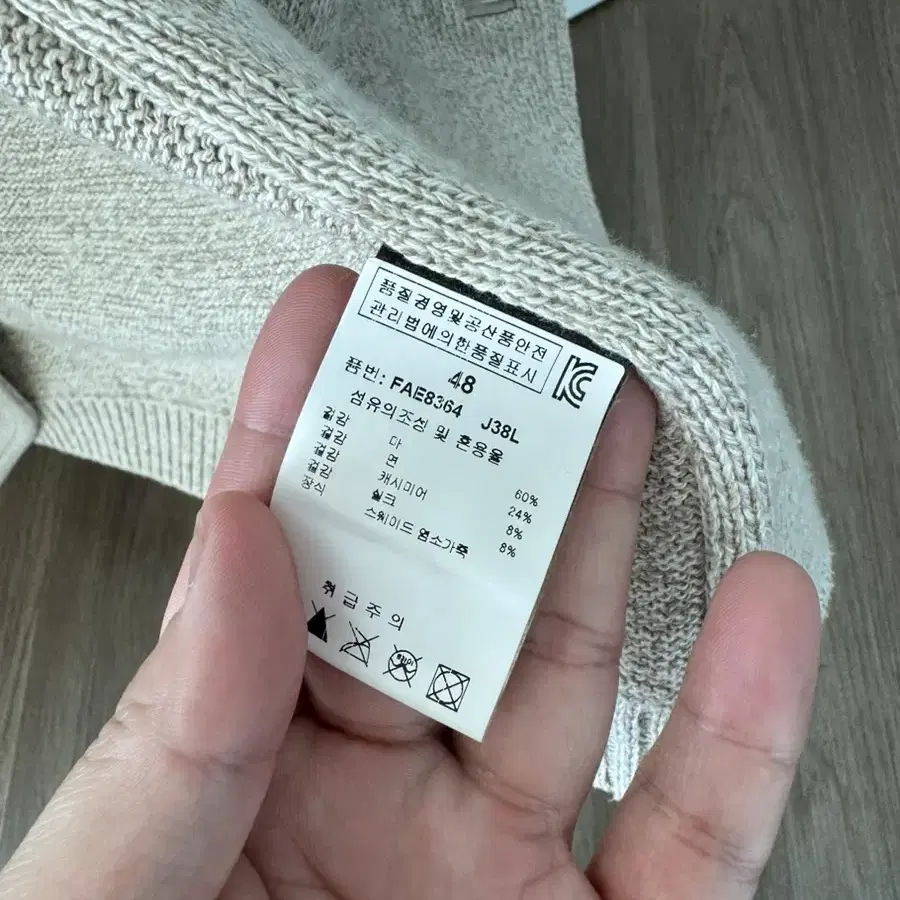 품질경영및공산품안전
관리법에의한품질표시
48
품번: FAE8364 J38L
섬유의조성 및 혼용율
겉감 마 60%
겉감 면 24%
겉감 캐시미어 8%
겉감 실크 8%
장식 스웨이드 염소가죽
취급주의